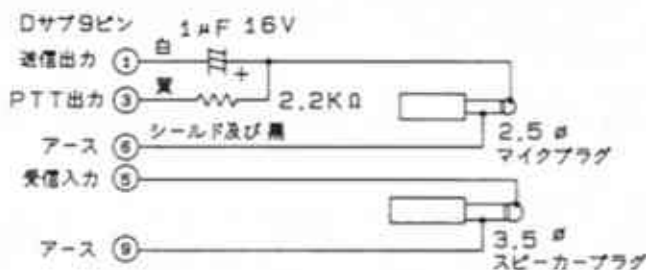 Dサブ9ピン
1μF 16V
送信出力 ① 白
+
PTT出力 ③ 黄
2.2KΩ
アース ⑥ シールド及び黒
2.5ø
マイクプラグ
受信入力 ⑤
アース ⑨
3.5ø
スピーカープラグ